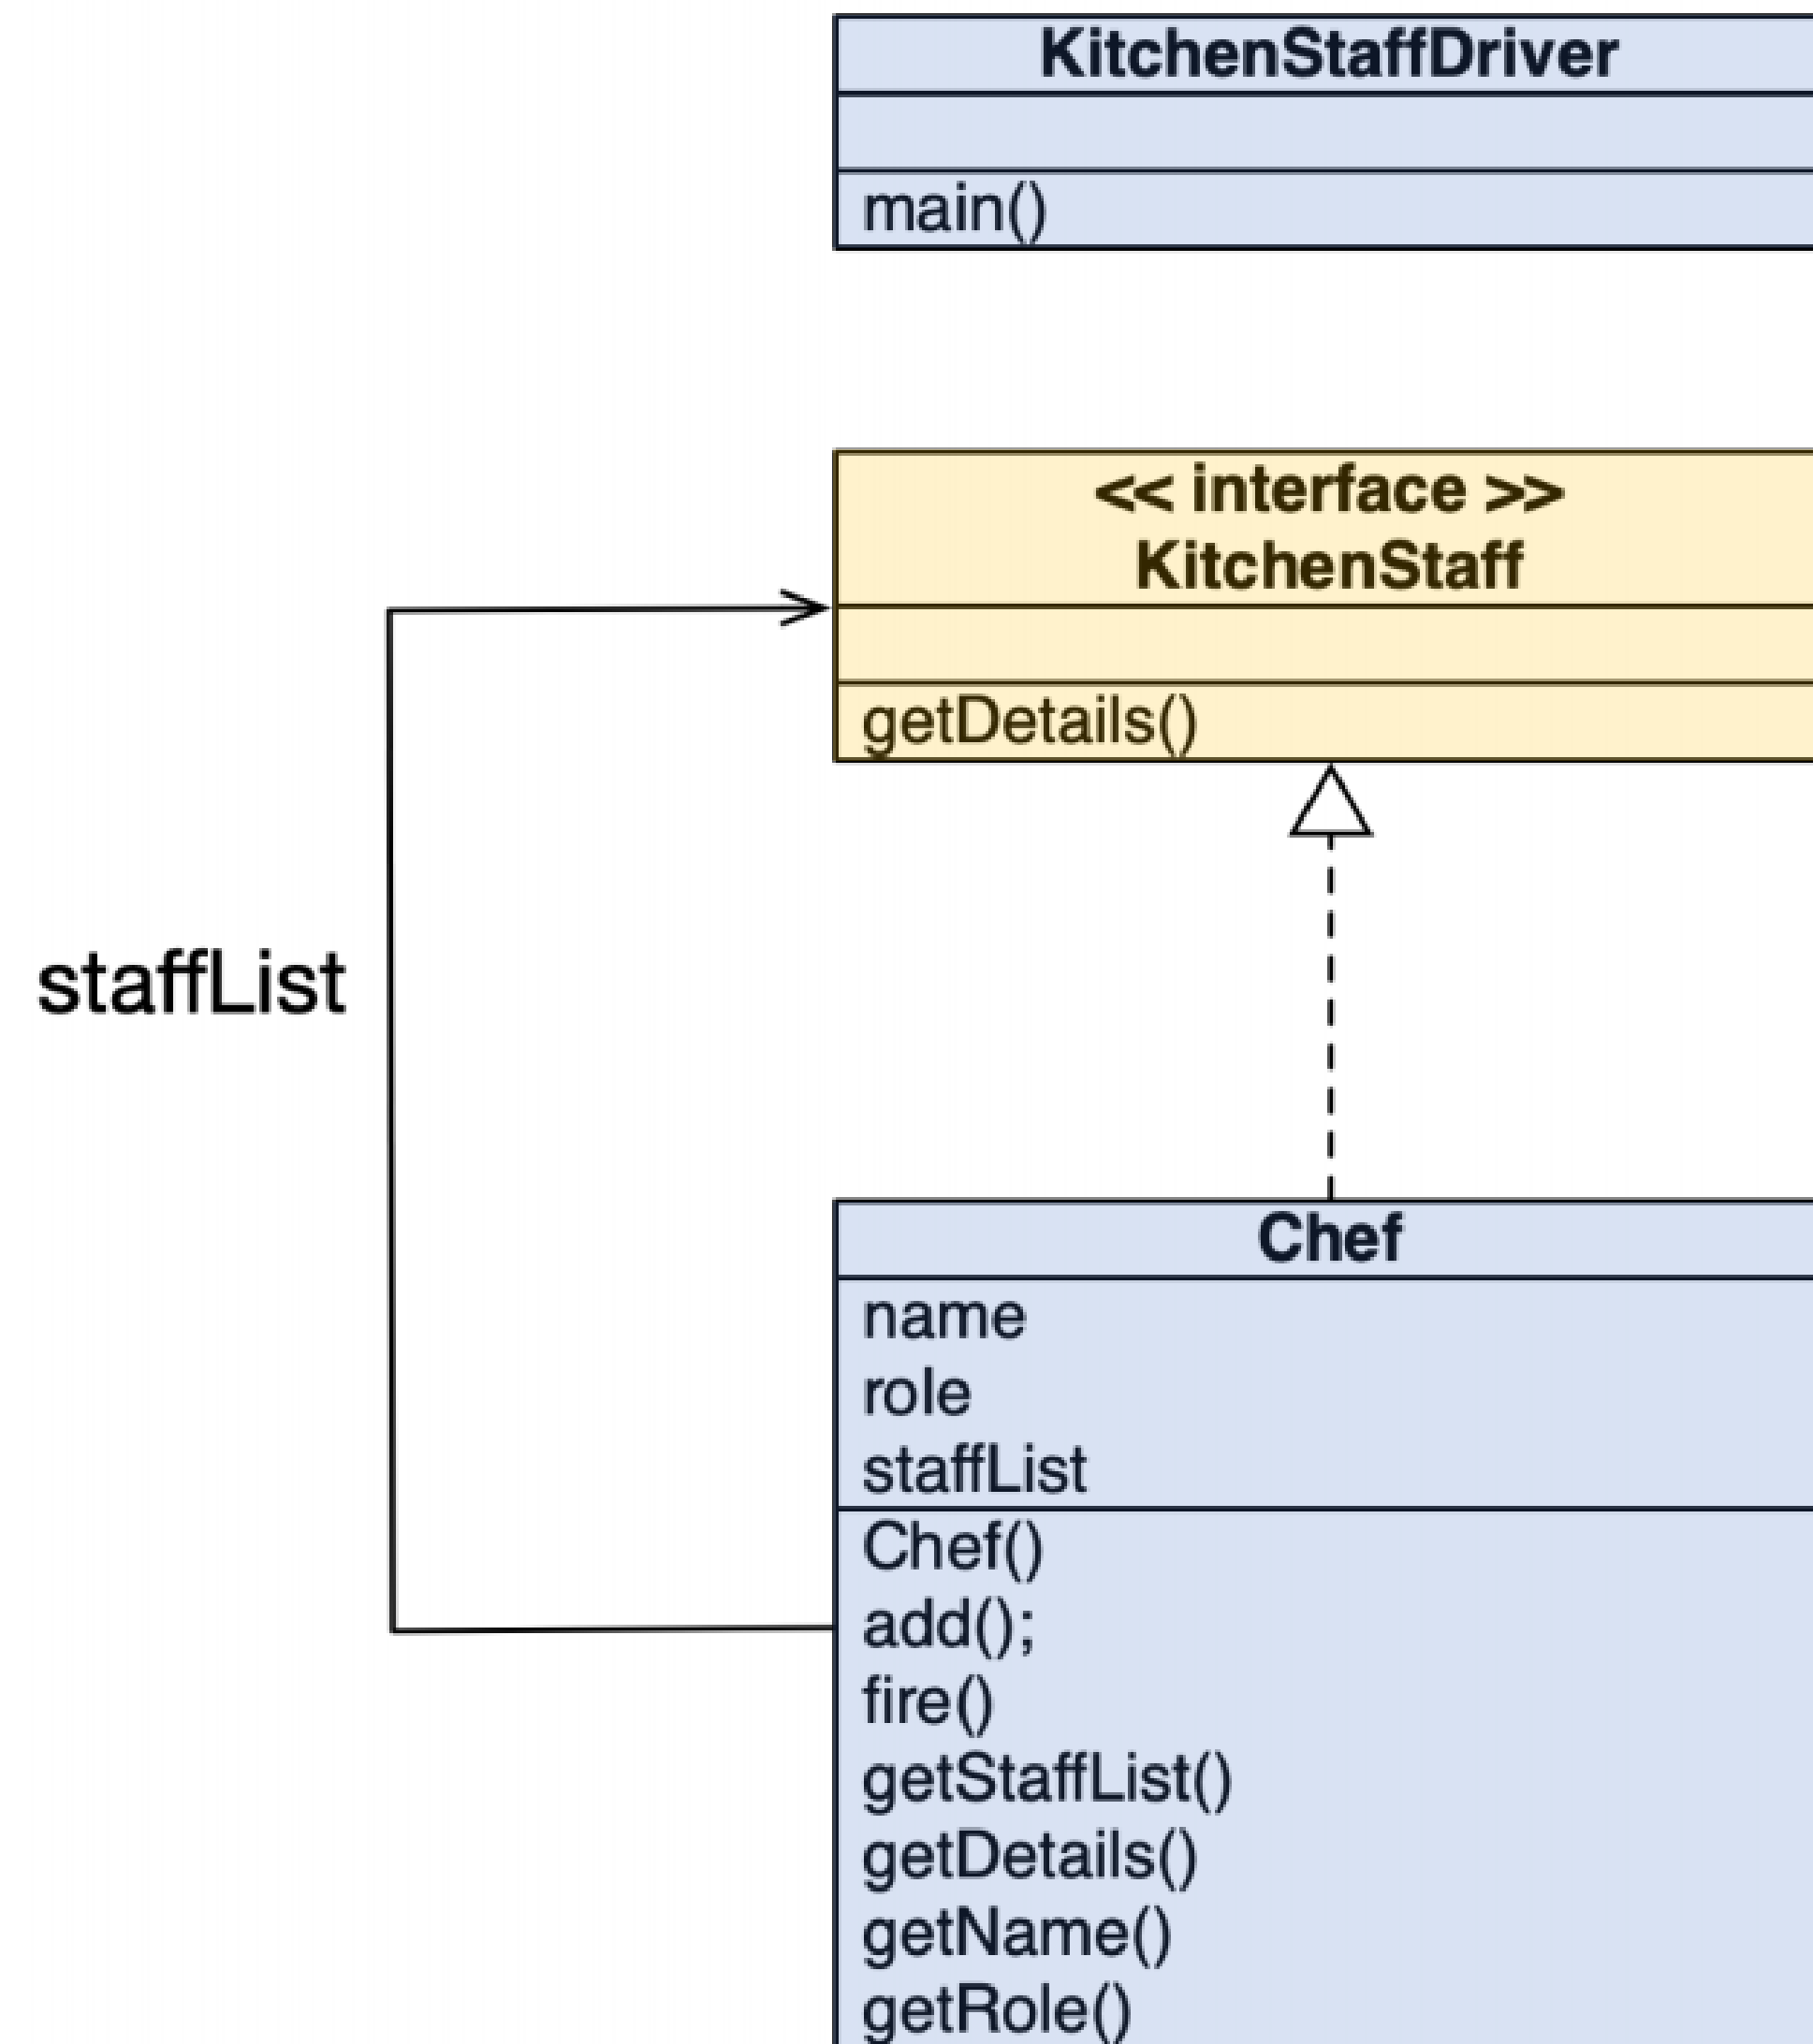 KitchenStaffDriver
main()
<< interface >>
KitchenStaff
getDetails()
staffList
Chef
name
role
staffList
Chef()
add();
fire()
getStaffList()
getDetails()
getName()
getRole()